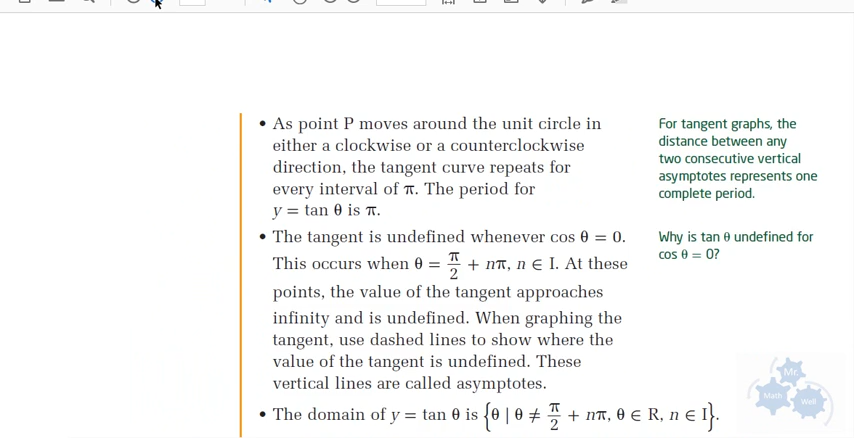 • As point P moves around the unit circle in
either a clockwise or a counterclockwise
direction, the tangent curve repeats for
every interval of π. The period for
y = tan θ is π.
• The tangent is undefined whenever cos θ = 0.
This occurs when θ = π/2 + nπ, n ∈ I. At these
points, the value of the tangent approaches
infinity and is undefined. When graphing the
tangent, use dashed lines to show where the
value of the tangent is undefined. These
vertical lines are called asymptotes.
• The domain of y = tan θ is {θ | θ ≠ π/2 + nπ, θ ∈ R, n ∈ I}.
For tangent graphs, the
distance between any
two consecutive vertical
asymptotes represents one
complete period.
Why is tan θ undefined for
cos θ = 0?
Mr.
Math
Well